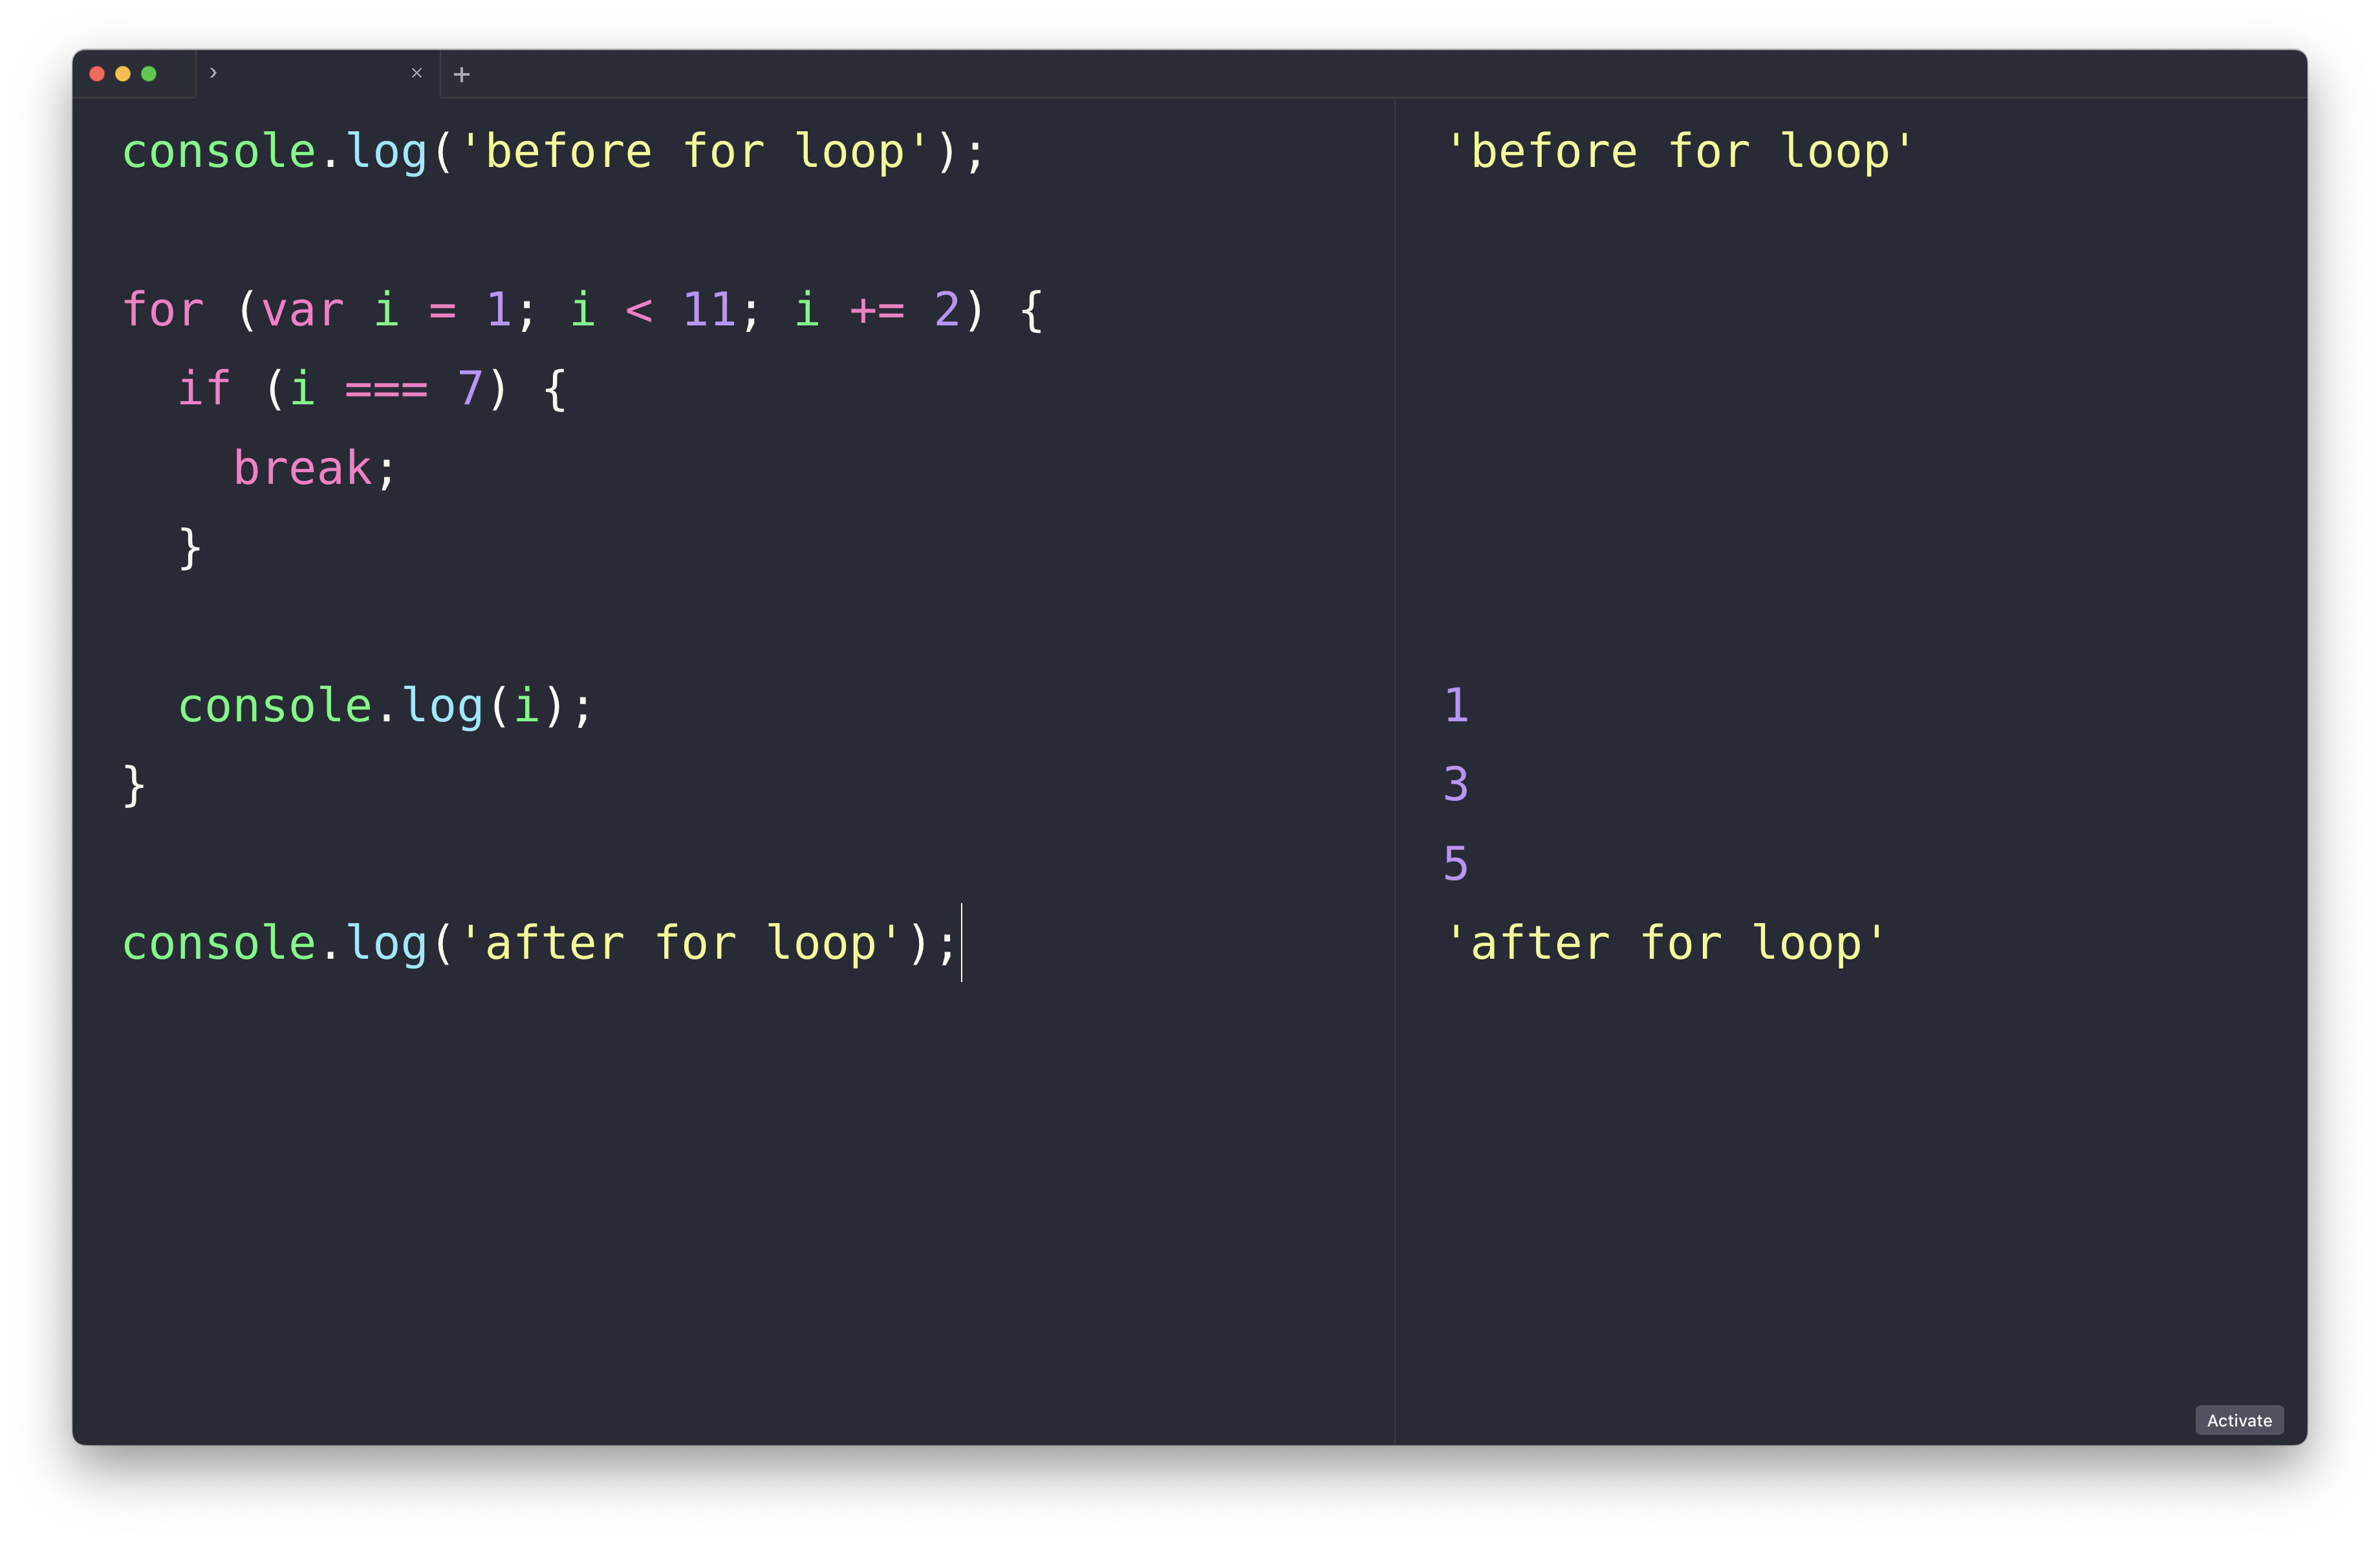 console.log('before for loop');
for (var i = 1; i < 11; i += 2) {
  if (i === 7) {
    break;
  }
  console.log(i);
}
console.log('after for loop');
'before for loop'
1
3
5
'after for loop'
Activate